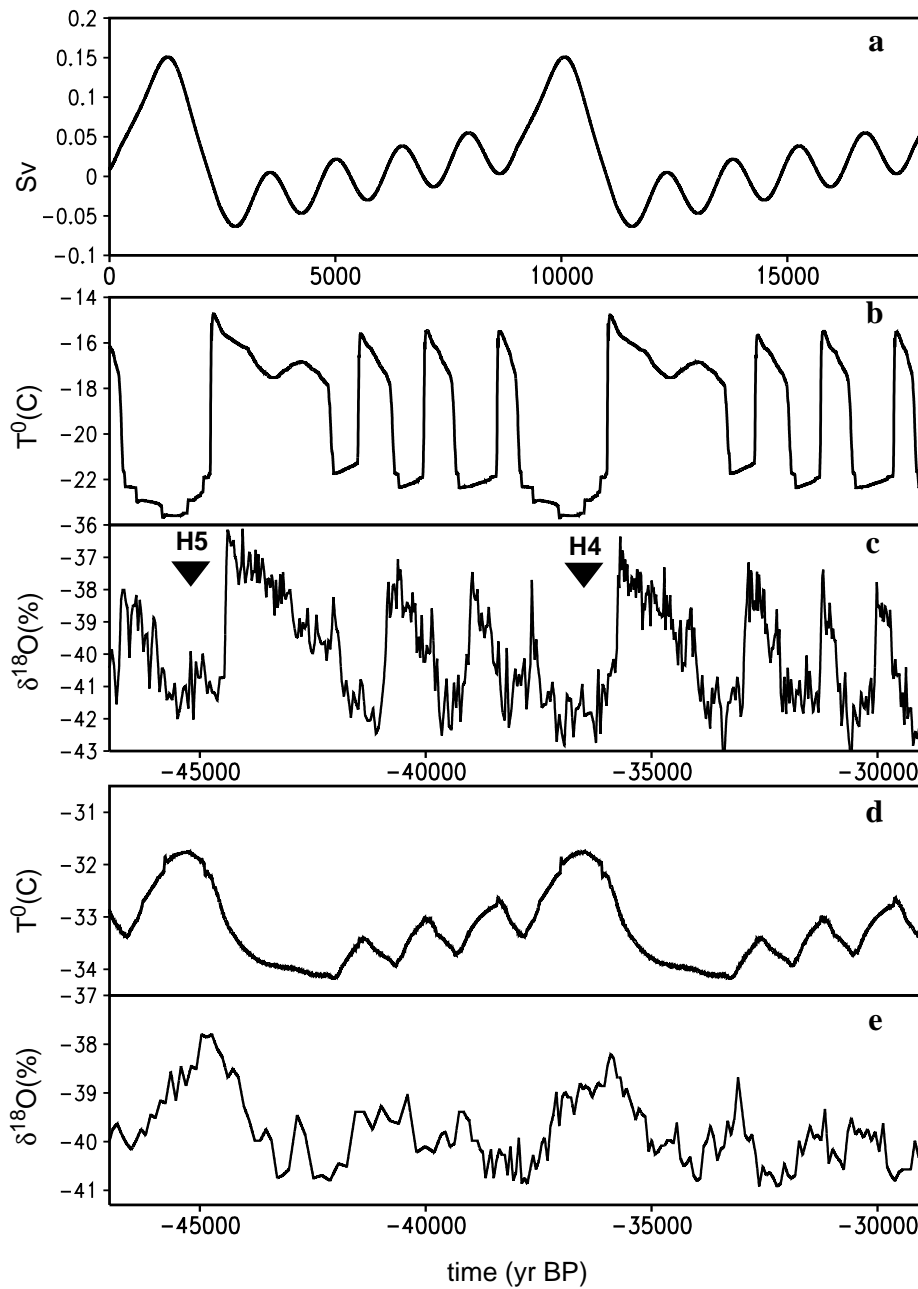 0.2
a
0.15
0.1
0.05
0
−0.05
−0.1
Sv
0 5000 10000 15000
−14
b
−16
−18
−20
−22
T⁰(C)
−36
H5 H4 c
−37
−38
−39
−40
−41
−42
−43
δ¹⁸O(%)
−45000 −40000 −35000 −30000
−31
d
−32
−33
−34
T⁰(C)
−37
e
−38
−39
−40
−41
δ¹⁸O(%)
−45000 −40000 −35000 −30000
time (yr BP)